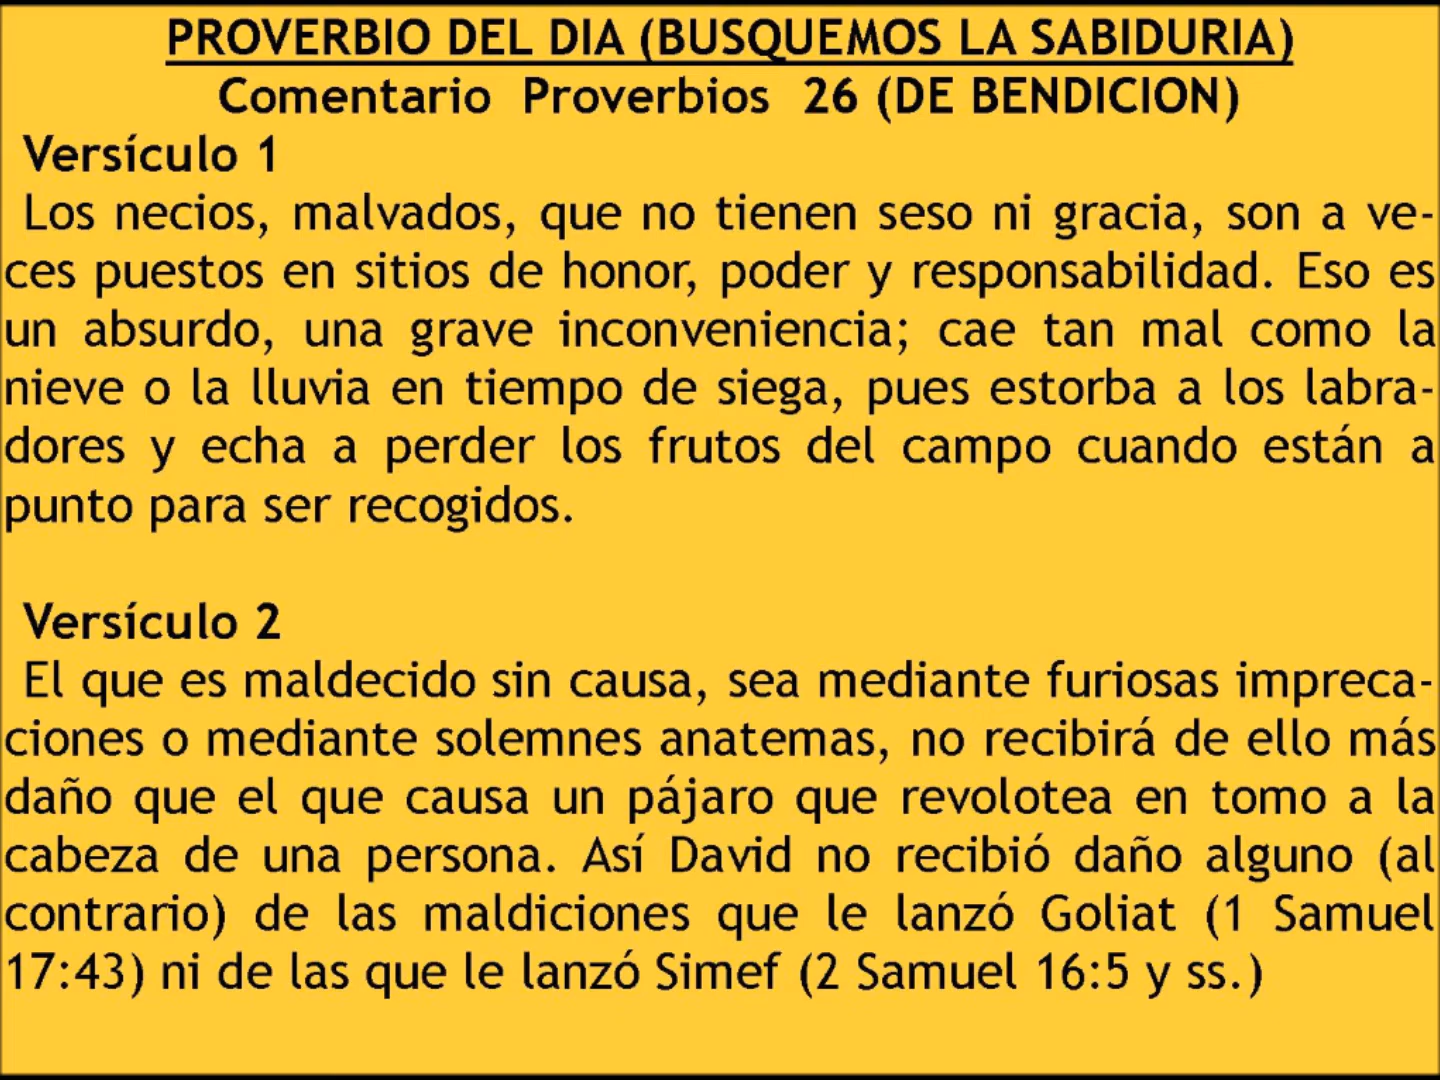 PROVERBIO DEL DIA (BUSQUEMOS LA SABIDURIA)
Comentario Proverbios 26 (DE BENDICION)
Versículo 1
Los necios, malvados, que no tienen seso ni gracia, son a ve-
ces puestos en sitios de honor, poder y responsabilidad. Eso es
un absurdo, una grave inconveniencia; cae tan mal como la
nieve o la lluvia en tiempo de siega, pues estorba a los labra-
dores y echa a perder los frutos del campo cuando están a
punto para ser recogidos.
Versículo 2
El que es maldecido sin causa, sea mediante furiosas impreca-
ciones o mediante solemnes anatemas, no recibirá de ello más
daño que el que causa un pájaro que revolotea en tomo a la
cabeza de una persona. Así David no recibió daño alguno (al
contrario) de las maldiciones que le lanzó Goliat (1 Samuel
17:43) ni de las que le lanzó Simef (2 Samuel 16:5 y ss.)